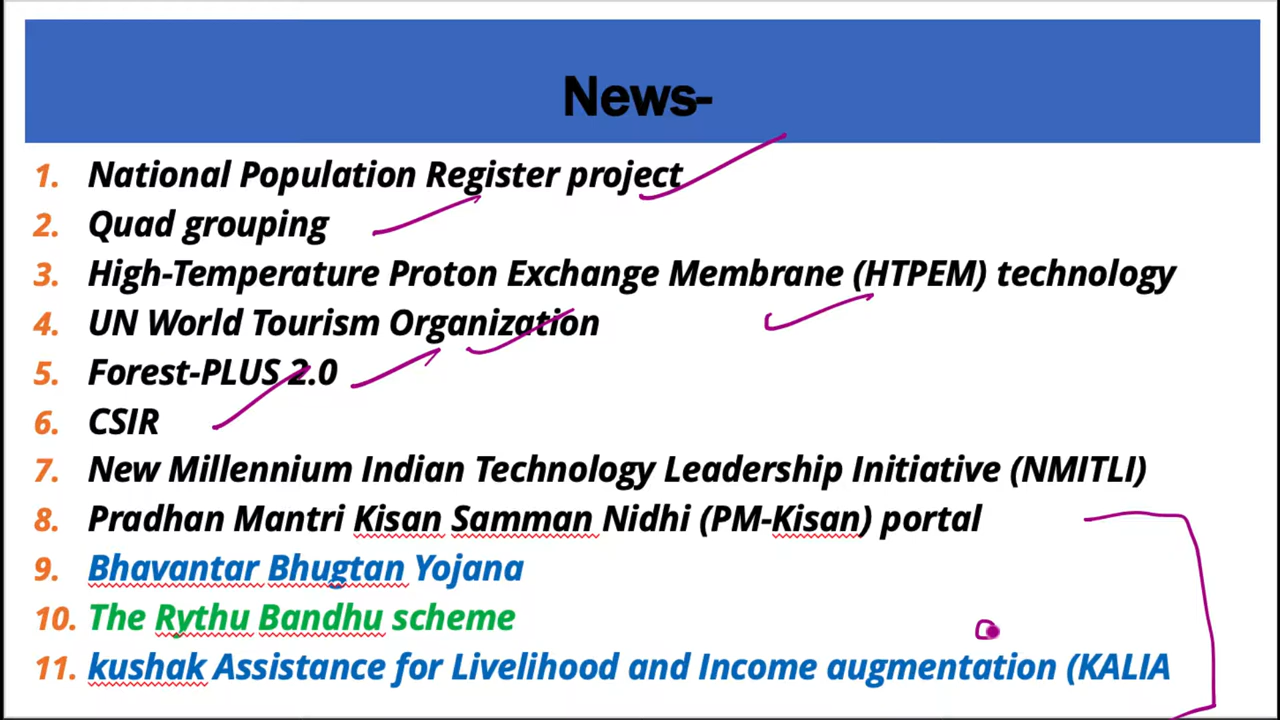 News-
1. National Population Register project
2. Quad grouping
3. High-Temperature Proton Exchange Membrane (HTPEM) technology
4. UN World Tourism Organization
5. Forest-PLUS 2.0
6. CSIR
7. New Millennium Indian Technology Leadership Initiative (NMITLI)
8. Pradhan Mantri Kisan Samman Nidhi (PM-Kisan) portal
9. Bhavantar Bhugtan Yojana
10. The Rythu Bandhu scheme
11. kushak Assistance for Livelihood and Income augmentation (KALIA